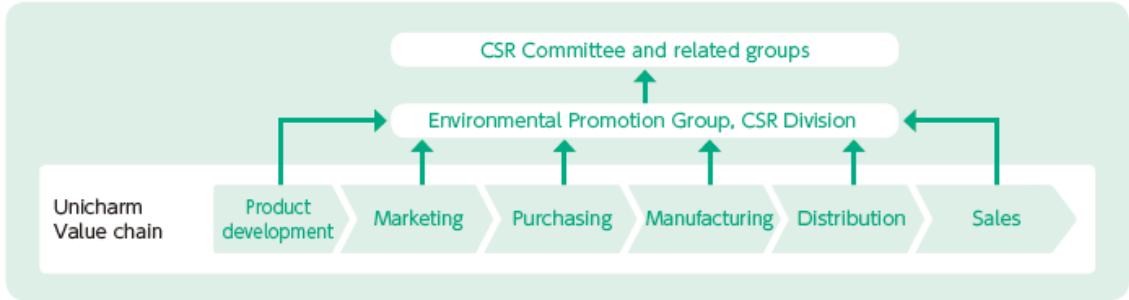 CSR Committee and related groups
Environmental Promotion Group, CSR Division
Unicharm
Value chain
Product
development
Marketing
Purchasing
Manufacturing
Distribution
Sales